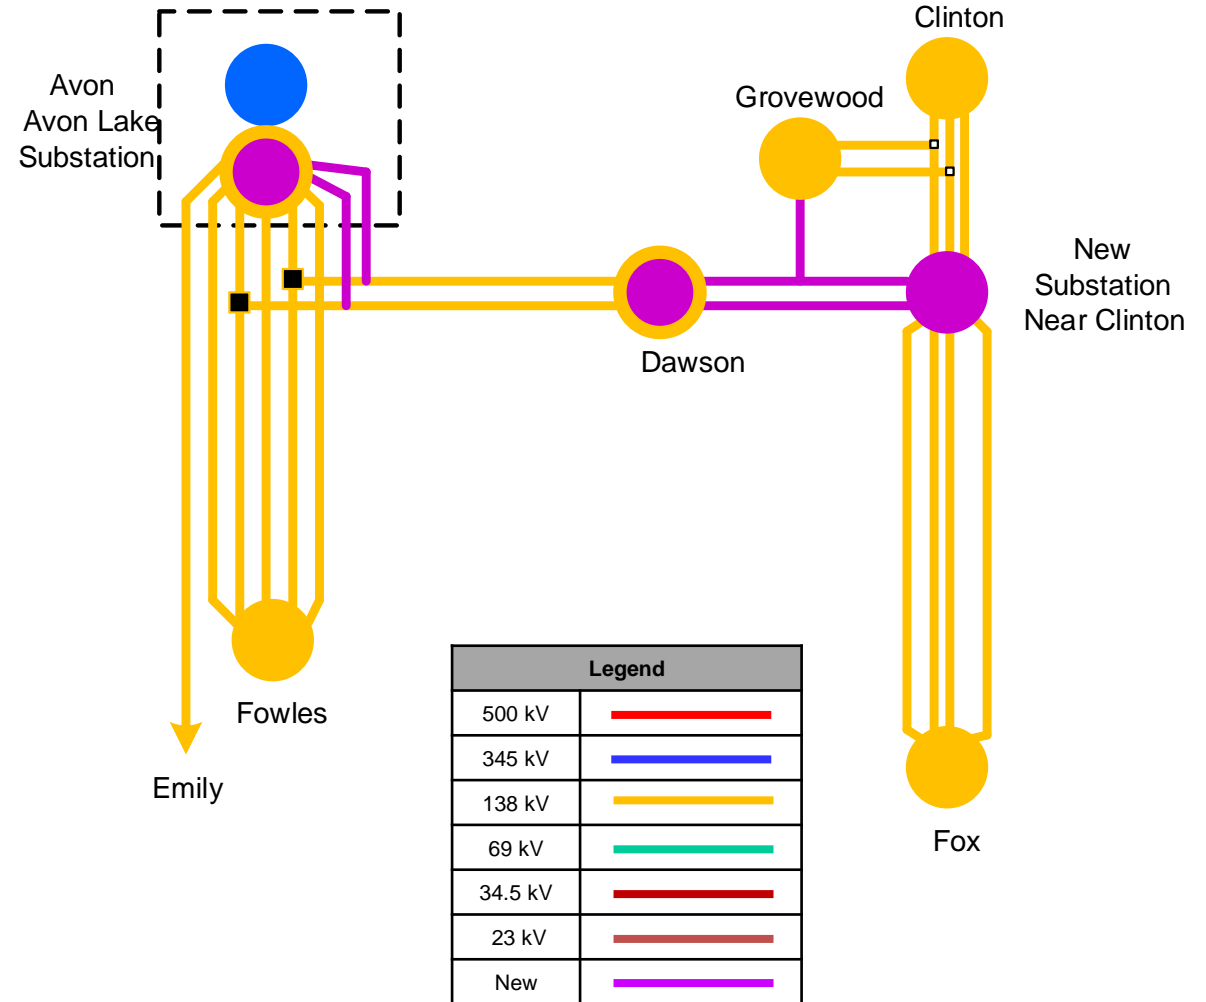 Clinton
Grovewood
Avon
Avon Lake
Substation
New
Substation
Near Clinton
Dawson
Fowles
Emily
Fox
Legend
500 kV
345 kV
138 kV
69 kV
34.5 kV
23 kV
New